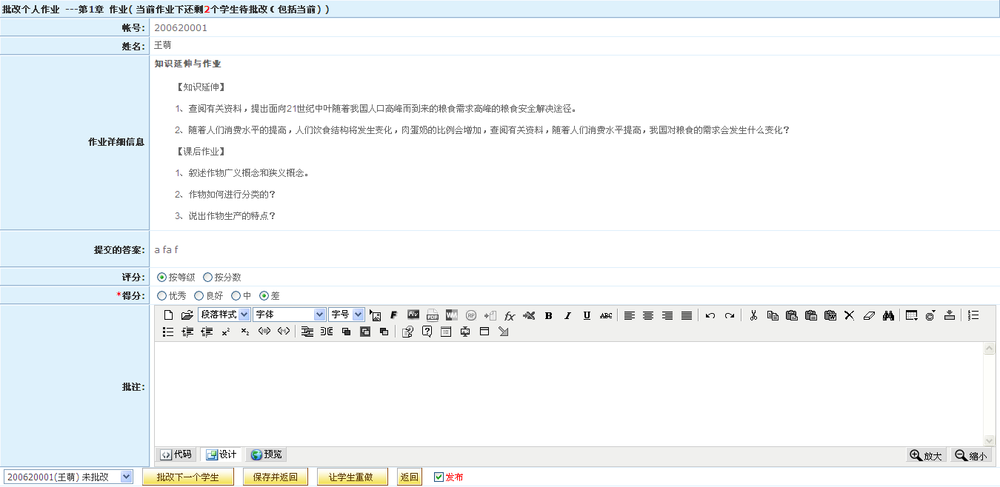 批改个人作业 ---第1章 作业( 当前作业下还剩2个学生待批改 ( 包括当前) )
帐号: 200620001
姓名: 王萌
作业详细信息
知识延伸与作业
【知识延伸】
1、查阅有关资料，提出面向21世纪中叶随着我国人口高峰而到来的粮食需求高峰的粮食安全解决途径。
2、随着人们消费水平的提高，人们饮食结构将发生变化，肉蛋奶的比例会增加，查阅有关资料，随着人们消费水平提高，我国对粮食的需求会发生什么变化？
【课后作业】
1、叙述作物广义概念和狭义概念。
2、作物如何进行分类的？
3、说出作物生产的特点？
提交的答案: a fa f
评分: 按等级 按分数
*得分: 优秀 良好 中 差
段落样式 字体 字号
批注:
代码 设计 预览 放大 缩小
200620001(王萌) 未批改 批改下一个学生 保存并返回 让学生重做 返回 发布